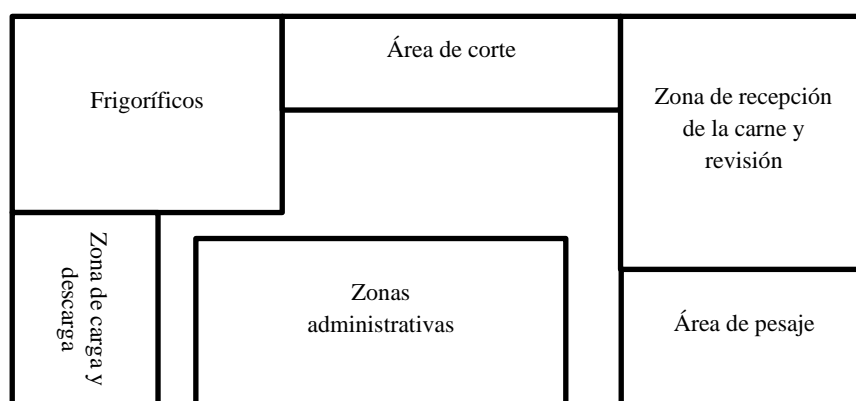 Área de corte
Frigoríficos
Zona de recepción
de la carne y
revisión
Zona de carga y
descarga
Zonas
administrativas
Área de pesaje